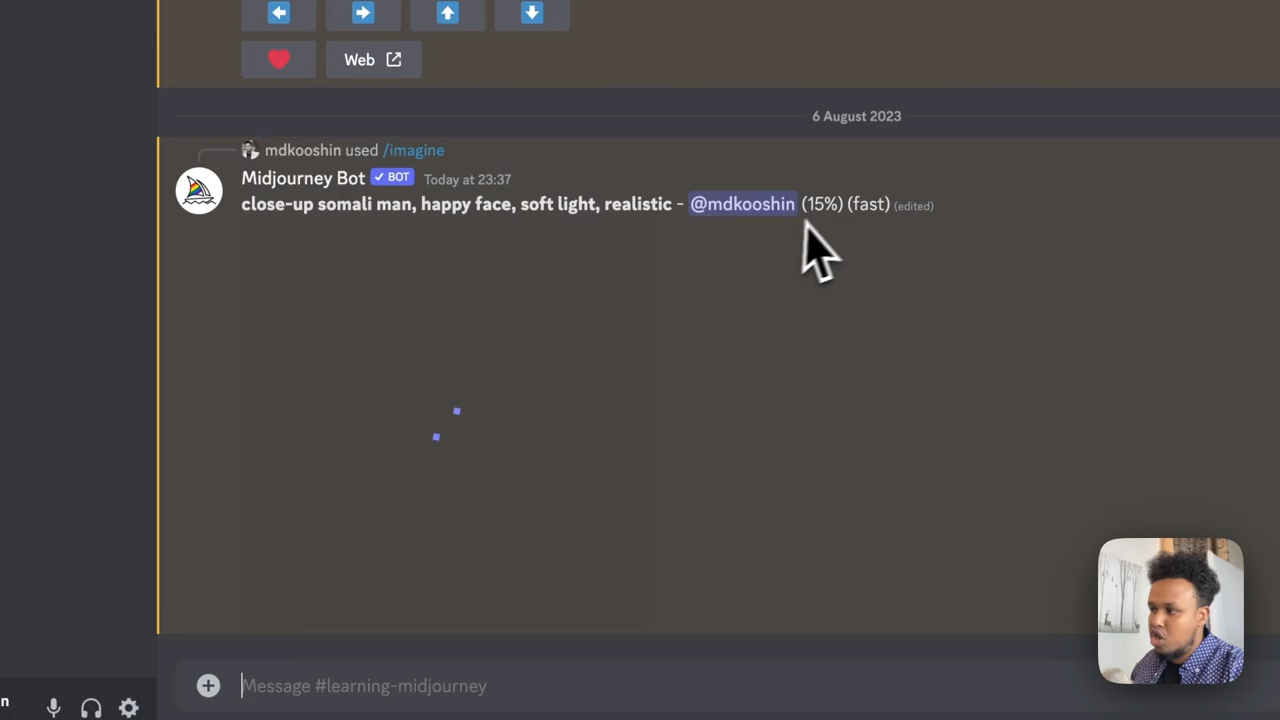 Web
6 August 2023
mdkooshin used /imagine
Midjourney Bot ✓ BOT Today at 23:37
close-up somali man, happy face, soft light, realistic - @mdkooshin (15%) (fast) (edited)
Message #learning-midjourney
n